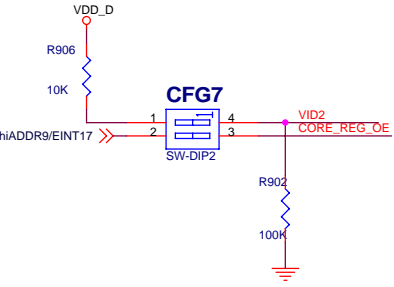 VDD_D
R906
10K
CFG7
1
4
VID2
hiADDR9/EINT17
2
3
CORE_REG_OE
SW-DIP2
R902
100K